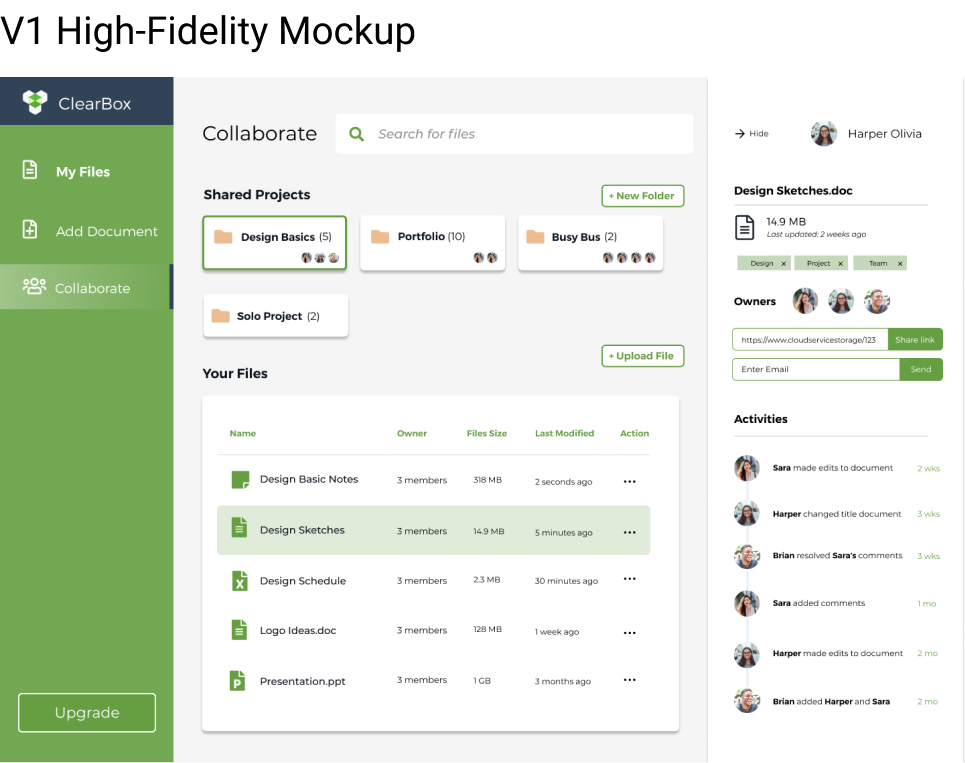 V1 High-Fidelity Mockup
ClearBox
My Files
Add Document
Collaborate
Upgrade
Collaborate
Search for files
Shared Projects
+ New Folder
Design Basics (5)
Portfolio (10)
Busy Bus (2)
Solo Project (2)
+ Upload File
Your Files
Name Owner Files Size Last Modified Action
Design Basic Notes 3 members 318 MB 2 seconds ago ...
Design Sketches 3 members 14.9 MB 5 minutes ago ...
Design Schedule 3 members 2.3 MB 30 minutes ago ...
Logo Ideas.doc 3 members 128 MB 1 week ago ...
Presentation.ppt 3 members 1 GB 3 months ago ...
→ Hide
Harper Olivia
Design Sketches.doc
14.9 MB
Last updated: 2 weeks ago
Design x Project x Team x
Owners
https://www.cloudservicestorage/123 Share link
Enter Email Send
Activities
Sara made edits to document 2 wks
Harper changed title document 3 wks
Brian resolved Sara's comments 3 wks
Sara added comments 1 mo
Harper made edits to document 2 mo
Brian added Harper and Sara 2 mo